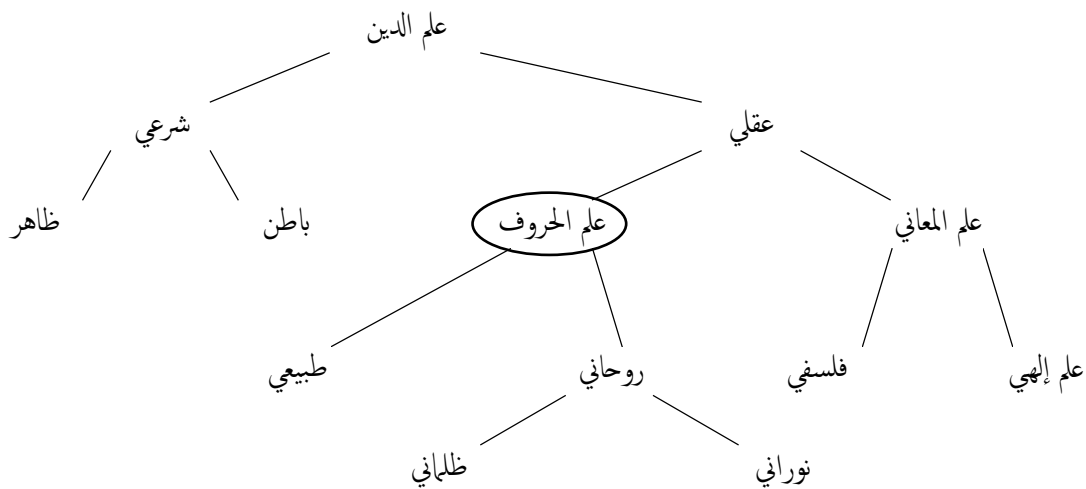 علم الدين
عقلي شرعي
علم المعاني علم الحروف باطن ظاهر
علم إلهي فلسفي روحاني طبيعي
نوراني ظلماني